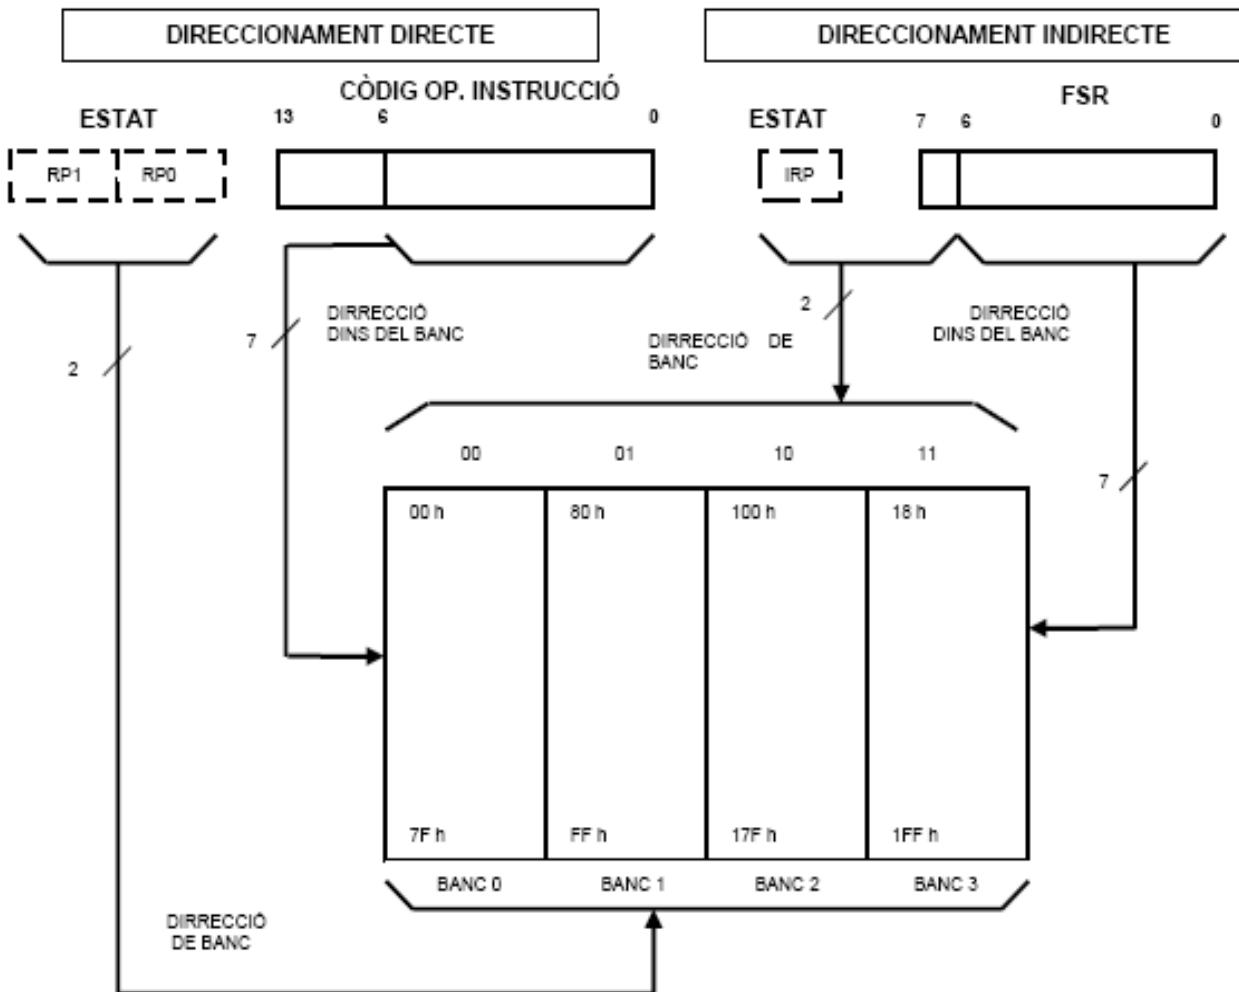 DIRECCIONAMENT DIRECTE
DIRECCIONAMENT INDIRECTE
CÒDIG OP. INSTRUCCIÓ
ESTAT
13
6
0
RP1
RP0
ESTAT
FSR
7
6
0
IRP
2
7
DIRRECCIÓ
DINS DEL BANC
2
DIRRECCIÓ DE
BANC
DIRRECCIÓ
DINS DEL BANC
7
00
01
10
11
00 h
80 h
100 h
18 h
7F h
FF h
17F h
1FF h
BANC 0
BANC 1
BANC 2
BANC 3
DIRRECCIÓ
DE BANC